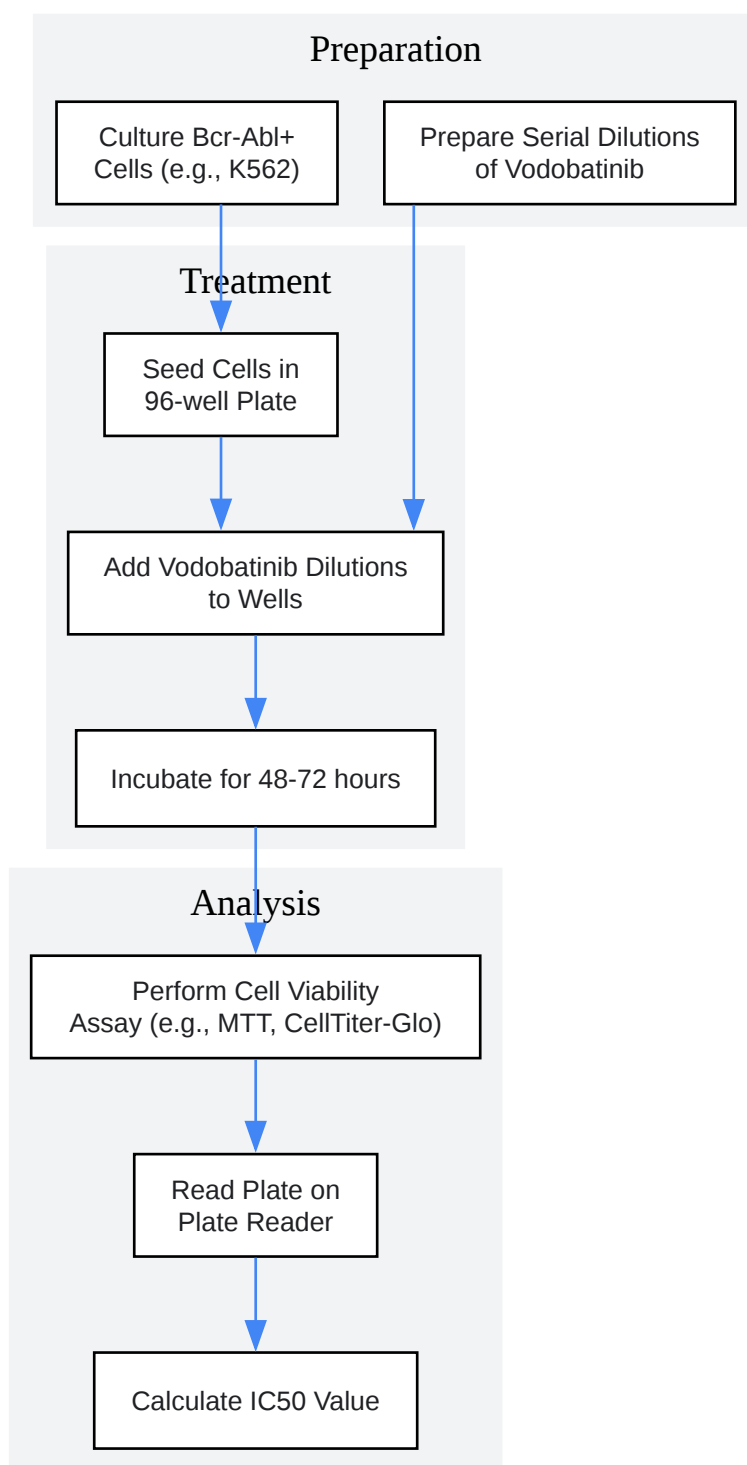 Preparation
Culture Bcr-Abl+
Cells (e.g., K562)
Prepare Serial Dilutions
of Vodobatinib
Treatment
Seed Cells in
96-well Plate
Add Vodobatinib Dilutions
to Wells
Incubate for 48-72 hours
Analysis
Perform Cell Viability
Assay (e.g., MTT, CellTiter-Glo)
Read Plate on
Plate Reader
Calculate IC50 Value